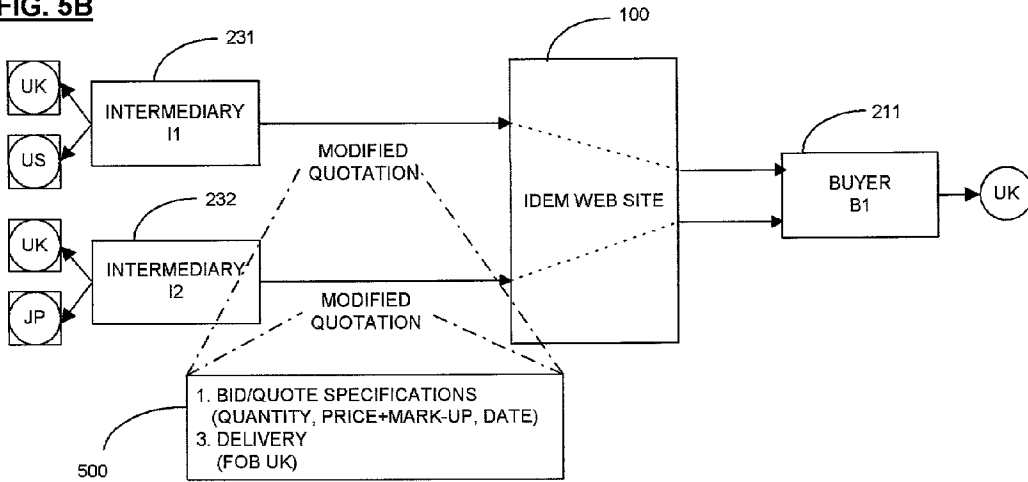 FIG. 5B
231
100
UK
INTERMEDIARY
I1
US
MODIFIED
QUOTATION
211
BUYER
B1
UK
IDEM WEB SITE
232
UK
INTERMEDIARY
I2
JP
MODIFIED
QUOTATION
1. BID/QUOTE SPECIFICATIONS
(QUANTITY, PRICE+MARK-UP, DATE)
3. DELIVERY
(FOB UK)
500